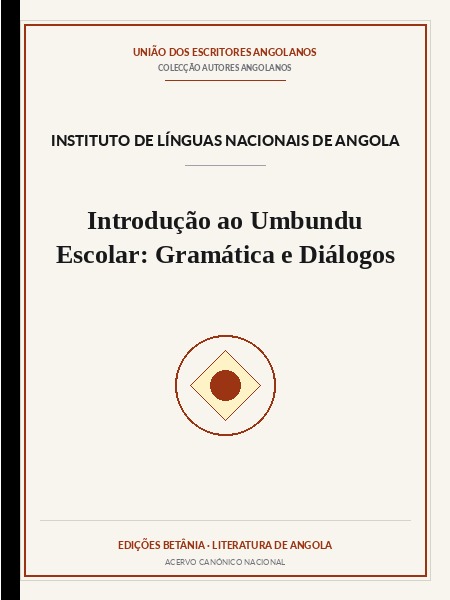 UNIÃO DOS ESCRITORES ANGOLANOS
COLECÇÃO AUTORES ANGOLANOS
INSTITUTO DE LÍNGUAS NACIONAIS DE ANGOLA
Introdução ao Umbundu
Escolar: Gramática e Diálogos
EDIÇÕES BETÂNIA · LITERATURA DE ANGOLA
ACERVO CANÓNICO NACIONAL